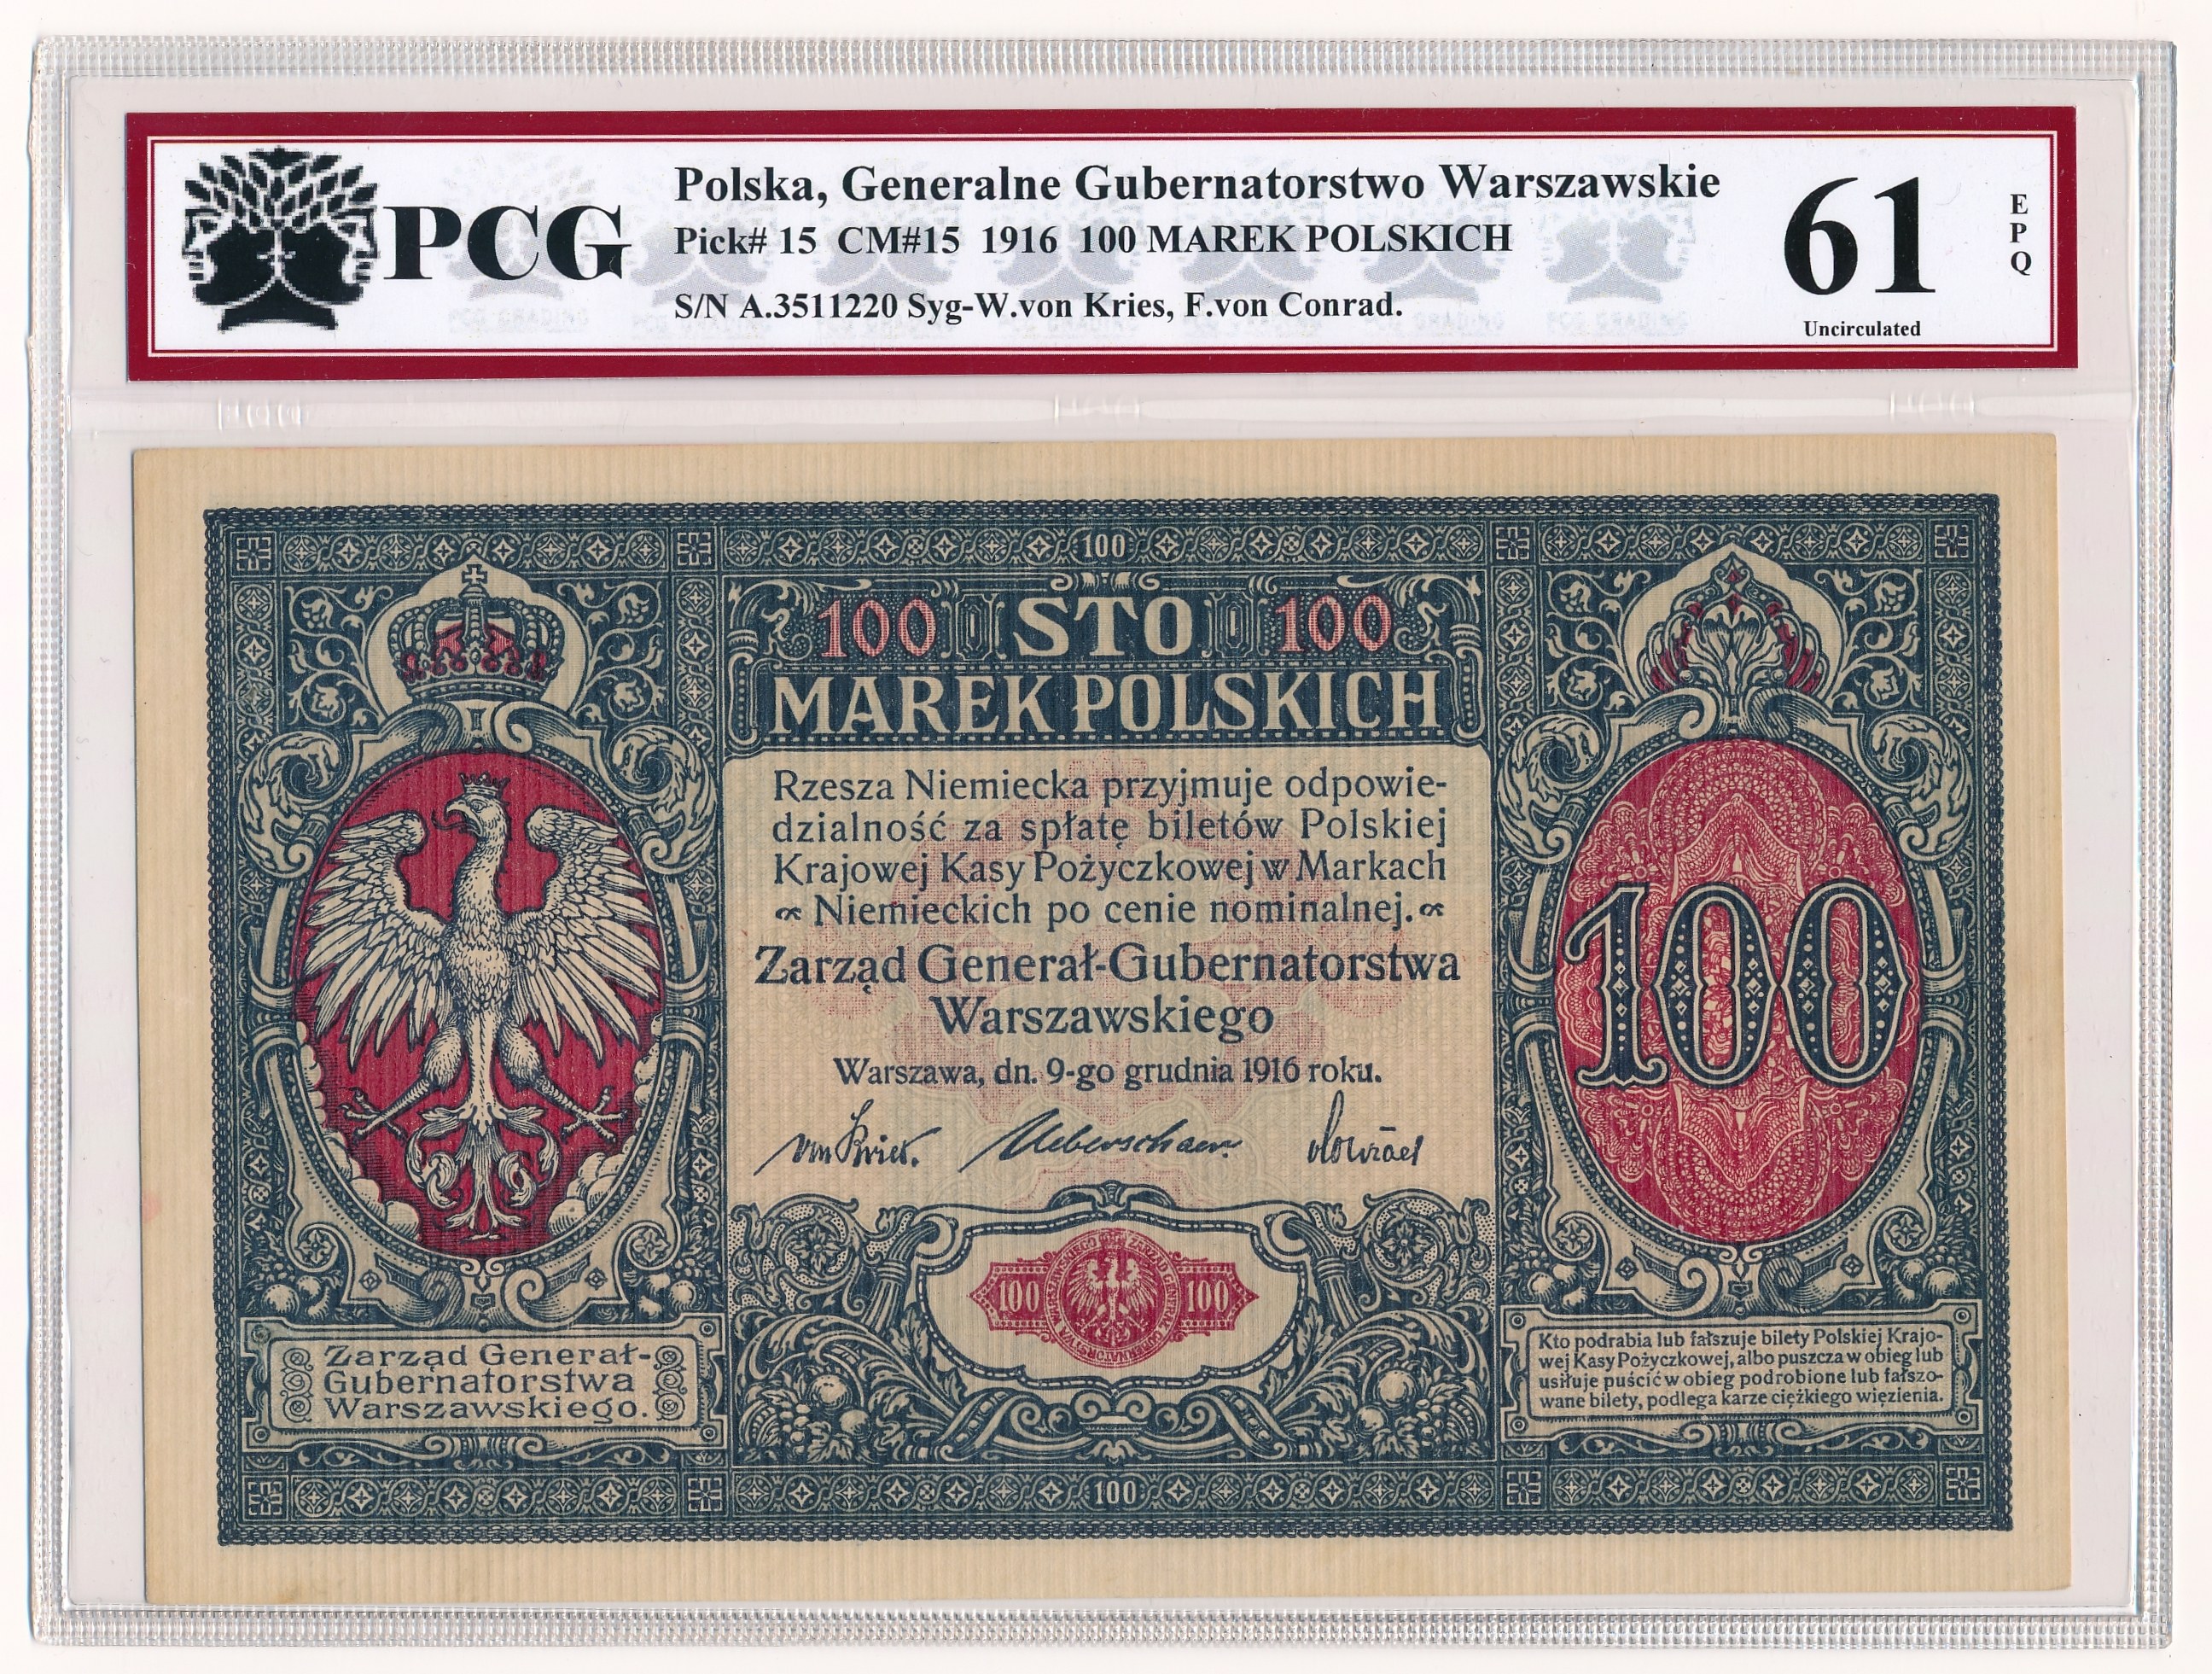 PCG
Polska, Generalne Gubernatorstwo Warszawskie
Pick# 15 CM#15 1916 100 MAREK POLSKICH
S/N A.3511220 Syg-W.von Kries, F.von Conrad.
61
Uncirculated
EPQ
100
100 STO 100
MAREK POLSKICH
Rzesza Niemiecka przyjmuje odpowie-
dzialność za spłatę biletów Polskiej
Krajowej Kasy Pożyczkowej w Markach
Niemieckich po cenie nominalnej.
Zarząd Generał-Gubernatorstwa
Warszawskiego
Warszawa, dn. 9-go grudnia 1916 roku.
von Kries.
100
100 100
Zarząd Generał-
Gubernatorstwa
Warszawskiego.
Kto podrabia lub fałszuje bilety Polskiej Krajo-
wej Kasy Pożyczkowej, albo puszcza w obieg lub
usiłuje puścić w obieg podrobione lub fałszo-
wane bilety, podlega karze ciężkiego więzienia.
100